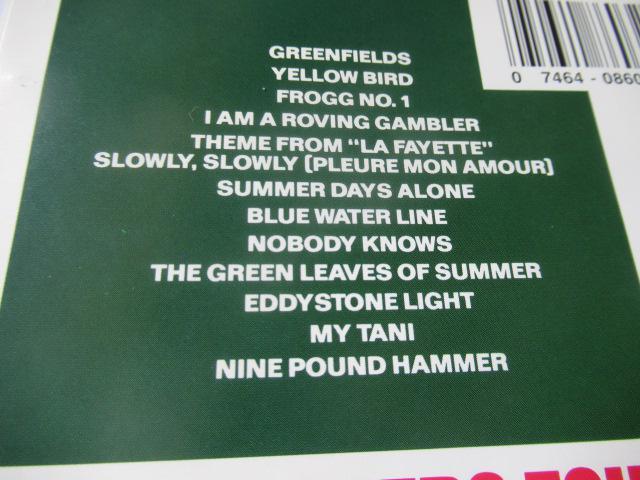 GREENFIELDS
YELLOW BIRD
FROGG NO. 1
I AM A ROVING GAMBLER
THEME FROM "LA FAYETTE"
SLOWLY, SLOWLY (PLEURE MON AMOUR)
SUMMER DAYS ALONE
BLUE WATER LINE
NOBODY KNOWS
THE GREEN LEAVES OF SUMMER
EDDYSTONE LIGHT
MY TANI
NINE POUND HAMMER
0 7464-0860